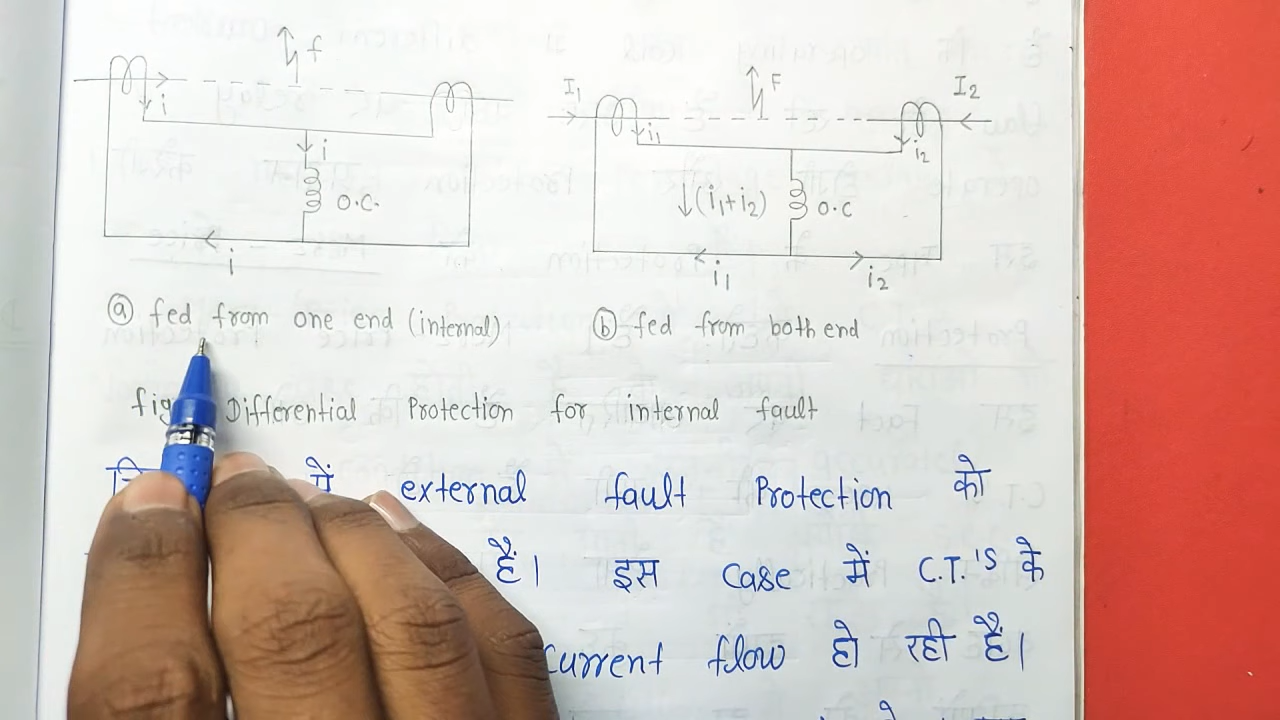 f
i
i
O.C.
i
ⓐ fed from one end (internal)
I₁
F
I₂
i₁
i₂
(i₁+i₂)
O.C
i₁
i₂
ⓑ fed from both end
fig Differential Protection for internal fault
में external fault Protection को
हैं। इस Case में C.T.'S के
Current flow हो रही है।